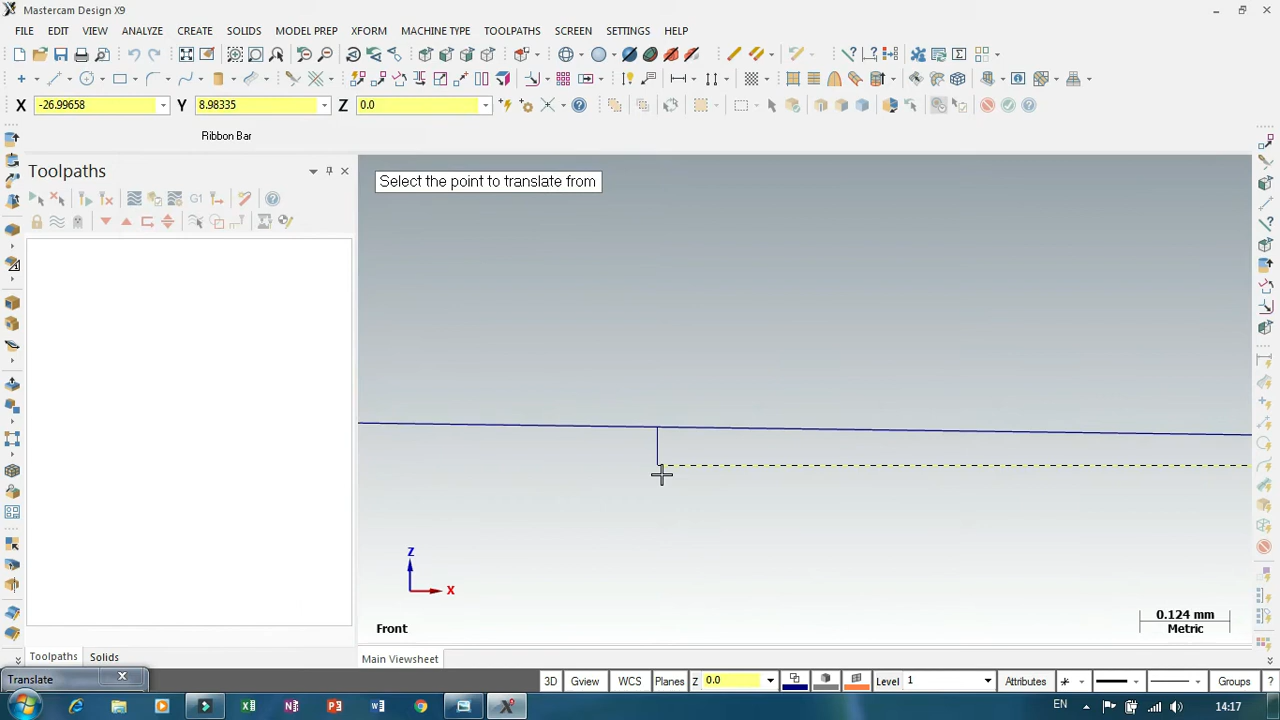 Mastercam Design X9
FILE EDIT VIEW ANALYZE CREATE SOLIDS MODEL PREP XFORM MACHINE TYPE TOOLPATHS SCREEN SETTINGS HELP
X -26.99658 Y 8.98335 Z 0.0
Ribbon Bar
Toolpaths
G1
Select the point to translate from
Z
X
Front
0.124 mm
Metric
Toolpaths Solids
Main Viewsheet
Translate
3D Gview WCS Planes Z 0.0 Level 1 Attributes Groups ?
EN 14:17